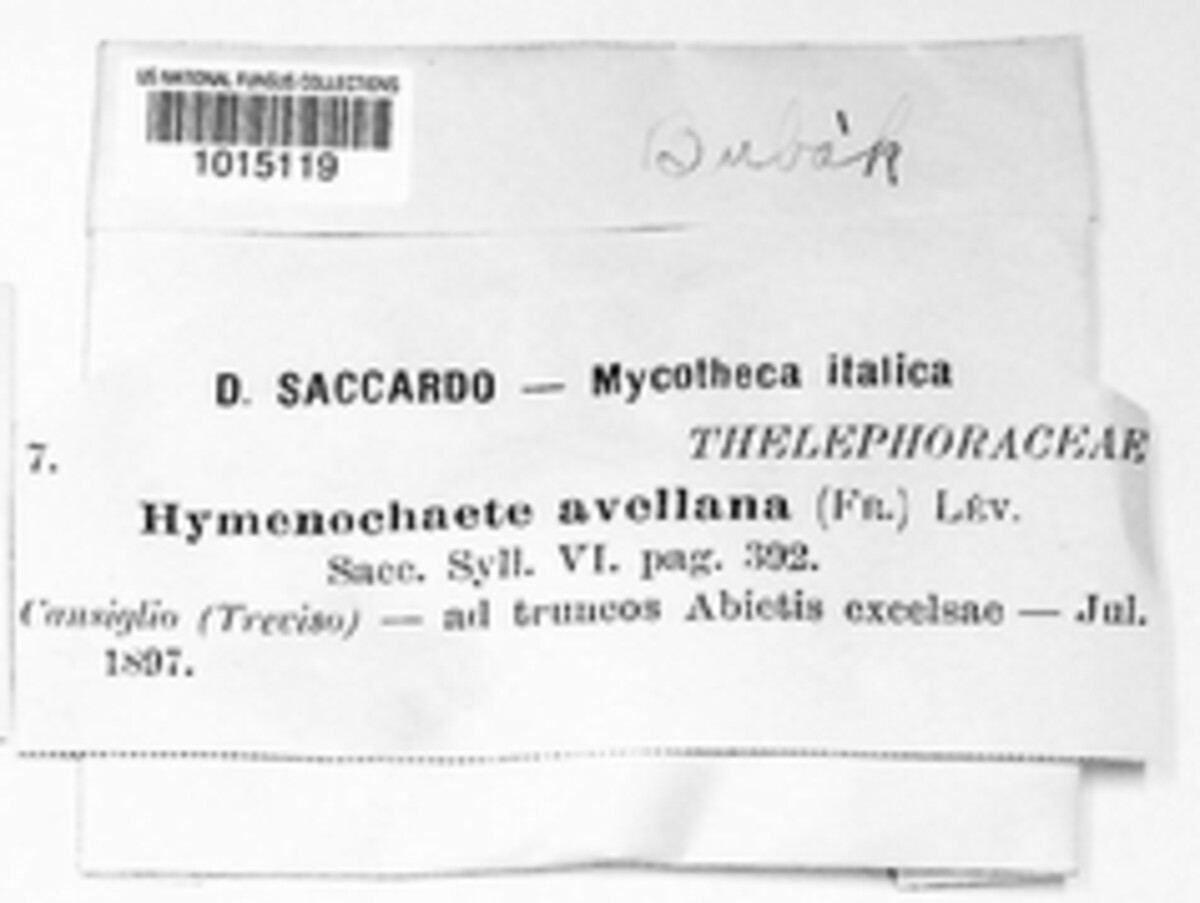 US NATIONAL FUNGUS COLLECTIONS
1015119
Bubák
D. SACCARDO — Mycotheca italica
THELEPHORACEAE
7.
Hymenochaete avellana (Fr.) Lév.
Sacc. Syll. VI. pag. 392.
Cansiglio (Treviso) — ad truncos Abietis excelsae — Jul.
1897.